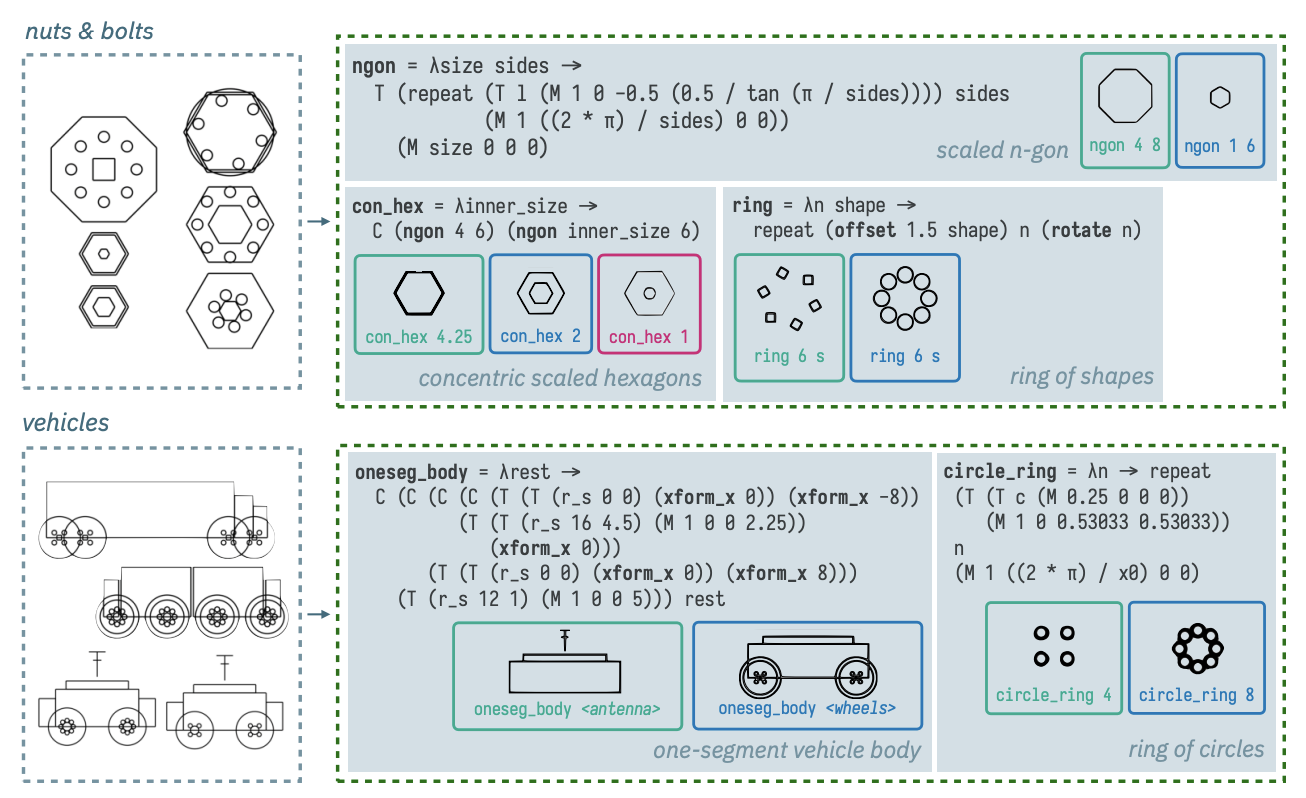 nuts & bolts
ngon = λsize sides →
T (repeat (T l (M 1 0 -0.5 (0.5 / tan (π / sides)))) sides
(M 1 ((2 * π) / sides) 0 0))
(M size 0 0 0)
scaled n-gon
ngon 4 8
ngon 1 6
con_hex = λinner_size →
C (ngon 4 6) (ngon inner_size 6)
con_hex 4.25
con_hex 2
con_hex 1
concentric scaled hexagons
ring = λn shape →
repeat (offset 1.5 shape) n (rotate n)
ring 6 s
ring 6 s
ring of shapes
vehicles
oneseg_body = λrest →
C (C (C (C (T (T (r_s 0 0) (xform_x 0)) (xform_x -8))
(T (T (r_s 16 4.5) (M 1 0 0 2.25))
(xform_x 0)))
(T (T (r_s 0 0) (xform_x 0)) (xform_x 8)))
(T (r_s 12 1) (M 1 0 0 5))) rest
oneseg_body <antenna>
oneseg_body <wheels>
one-segment vehicle body
circle_ring = λn → repeat
(T (T c (M 0.25 0 0 0))
(M 1 0 0.53033 0.53033))
n
(M 1 ((2 * π) / x0) 0 0)
circle_ring 4
circle_ring 8
ring of circles